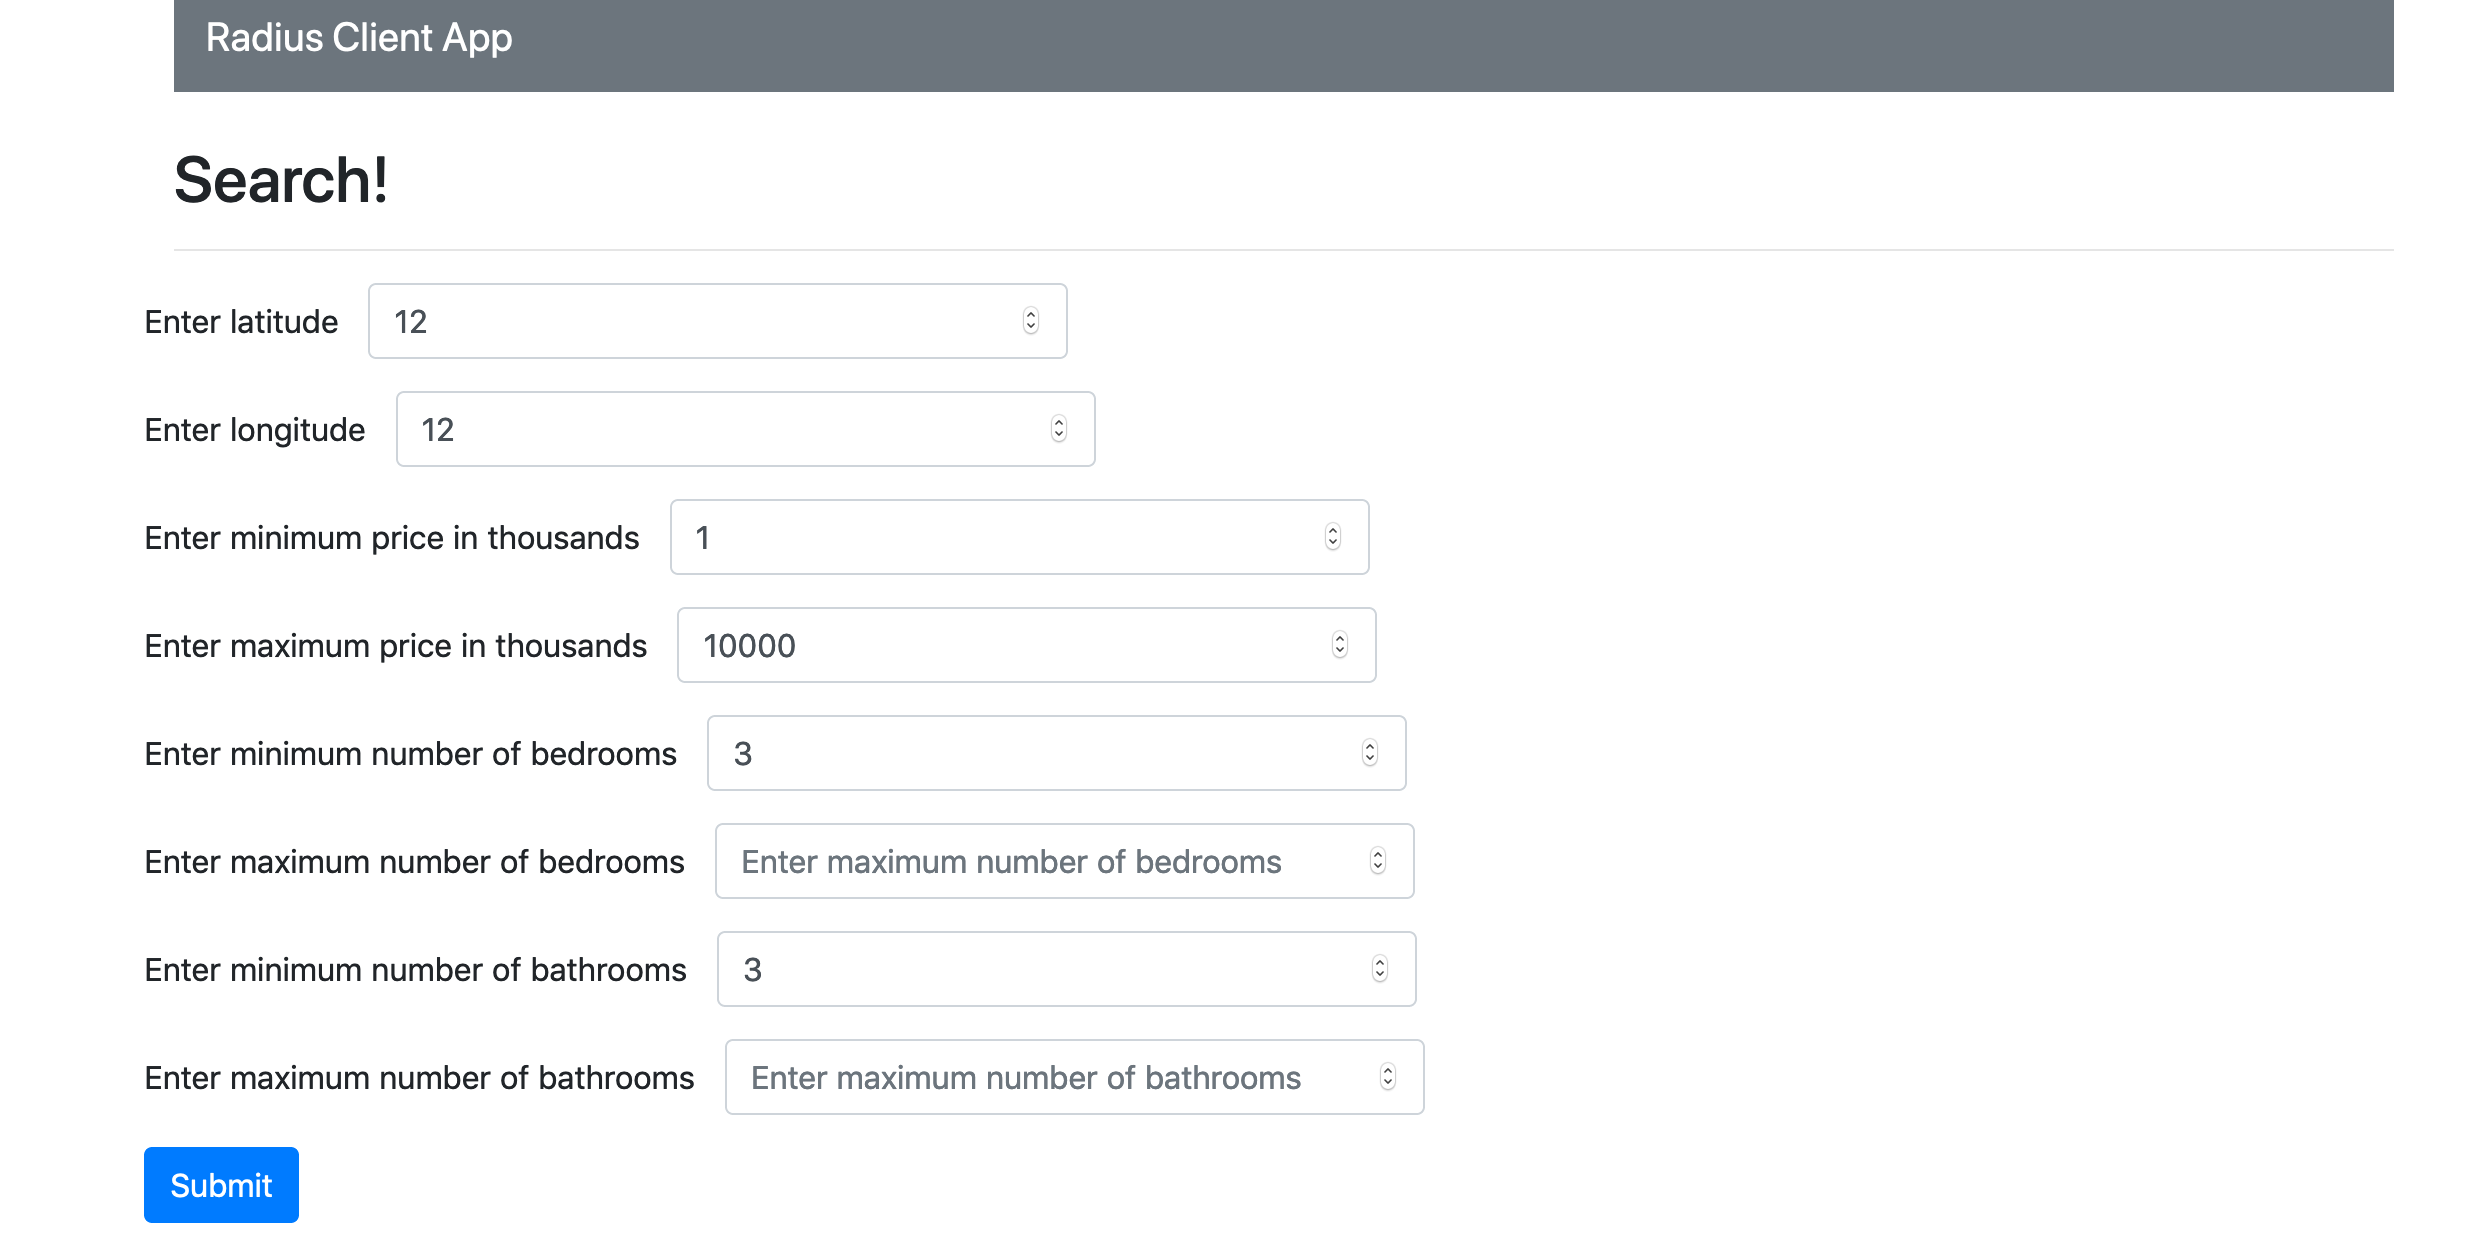 Radius Client App
Search!
Enter latitude 12
Enter longitude 12
Enter minimum price in thousands 1
Enter maximum price in thousands 10000
Enter minimum number of bedrooms 3
Enter maximum number of bedrooms Enter maximum number of bedrooms
Enter minimum number of bathrooms 3
Enter maximum number of bathrooms Enter maximum number of bathrooms
Submit